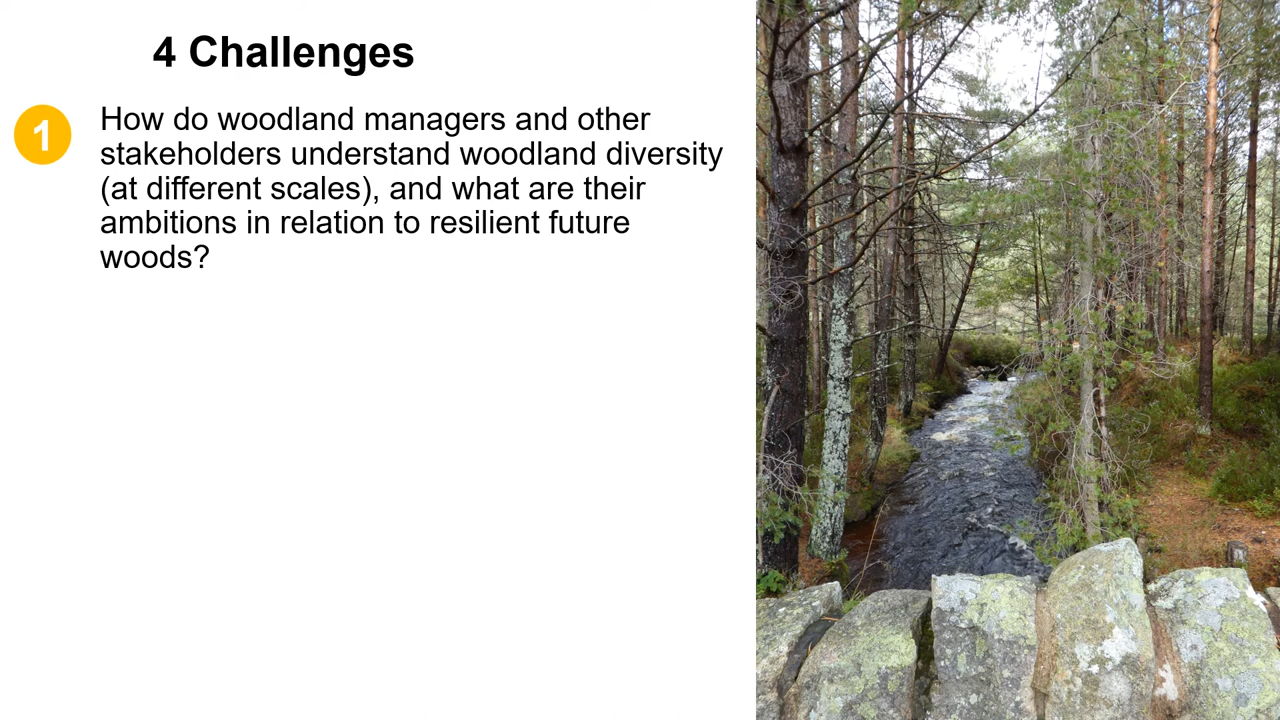 4 Challenges
1
How do woodland managers and other
stakeholders understand woodland diversity
(at different scales), and what are their
ambitions in relation to resilient future
woods?